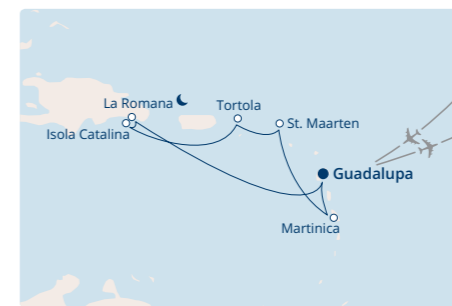 La Romana
Tortola
Isola Catalina
St. Maarten
Guadalupa
Martinica